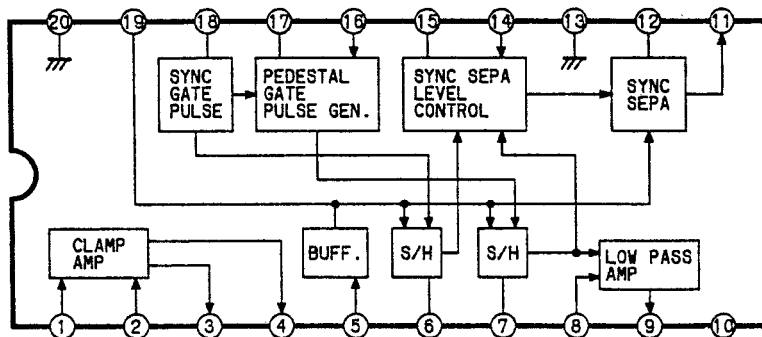 20 19 18 17 16 15 14 13 12 11
SYNC
GATE
PULSE
PEDESTAL
GATE
PULSE GEN.
SYNC SEPA
LEVEL
CONTROL
SYNC
SEPA
CLAMP
AMP
BUFF.
S/H
S/H
LOW PASS
AMP
1 2 3 4 5 6 7 8 9 10